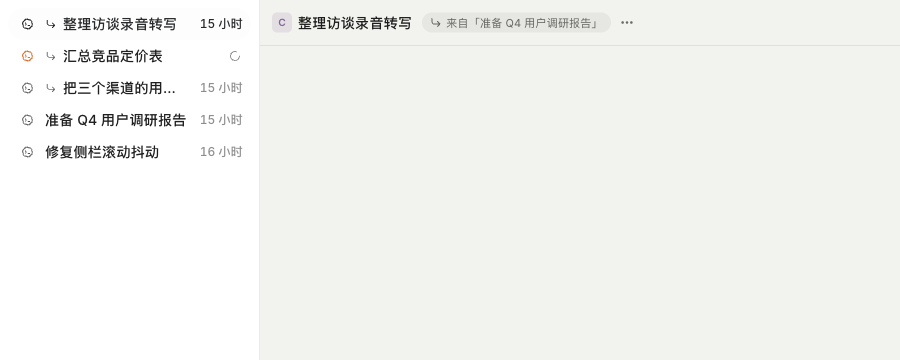 整理访谈录音转写 15 小时
汇总竞品定价表
把三个渠道的用... 15 小时
准备 Q4 用户调研报告 15 小时
修复侧栏滚动抖动 16 小时
C 整理访谈录音转写 来自「准备 Q4 用户调研报告」 ···